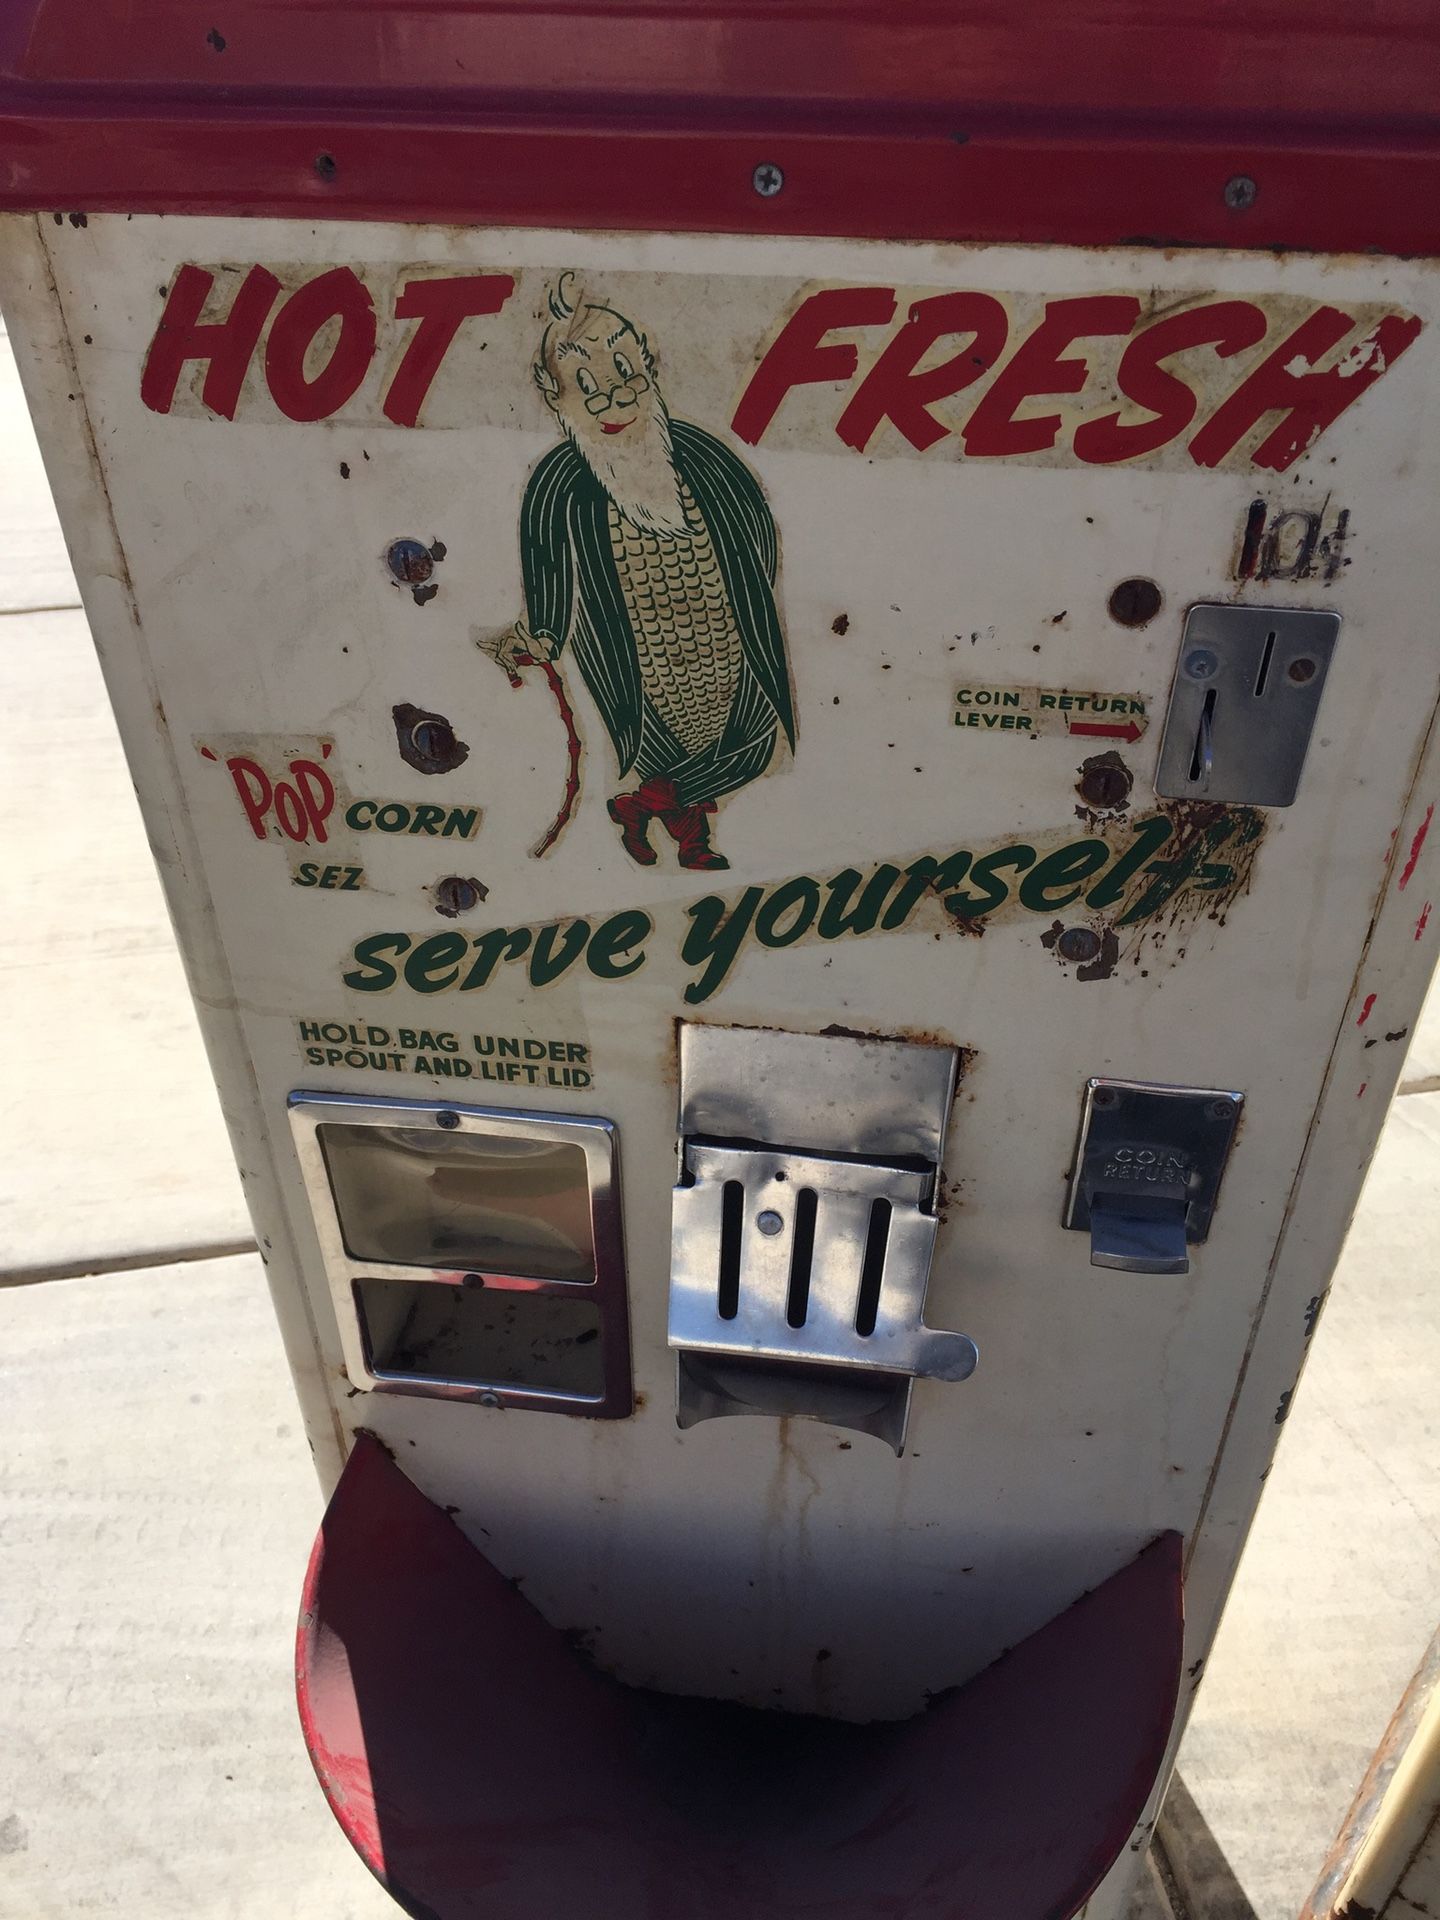 HOT FRESH
10¢
COIN RETURN
LEVER
'POP' CORN
SEZ
serve yourself
HOLD BAG UNDER
SPOUT AND LIFT LID
COIN
RETURN